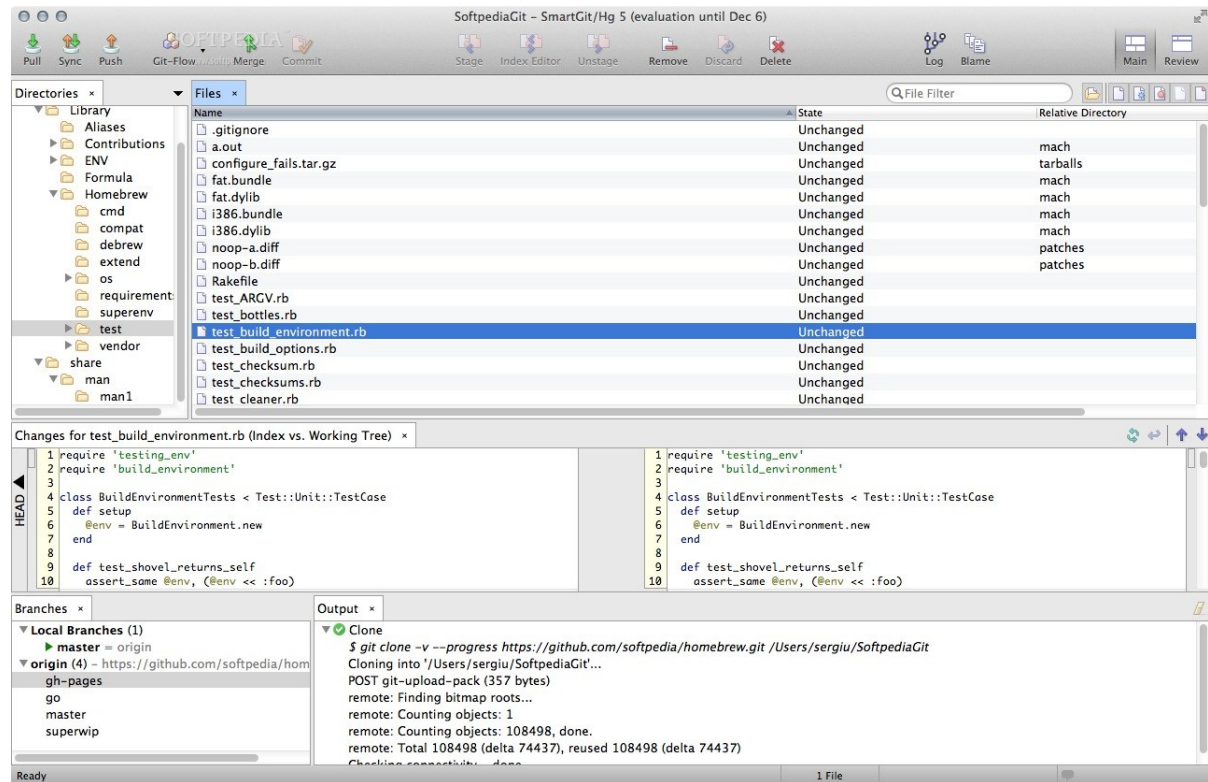 SoftpediaGit – SmartGit/Hg 5 (evaluation until Dec 6)
Pull Sync Push Git-Flow Merge Commit Stage Index Editor Unstage Remove Discard Delete Log Blame Main Review
SOFTPEDIA
Directories ×
Library
Aliases
Contributions
ENV
Formula
Homebrew
cmd
compat
debrew
extend
os
requirement
superenv
test
vendor
share
man
man1
Files × File Filter
Name State Relative Directory
.gitignore Unchanged
a.out Unchanged mach
configure_fails.tar.gz Unchanged tarballs
fat.bundle Unchanged mach
fat.dylib Unchanged mach
i386.bundle Unchanged mach
i386.dylib Unchanged mach
noop-a.diff Unchanged patches
noop-b.diff Unchanged patches
Rakefile Unchanged
test_ARGV.rb Unchanged
test_bottles.rb Unchanged
test_build_environment.rb Unchanged
test_build_options.rb Unchanged
test_checksum.rb Unchanged
test_checksums.rb Unchanged
test_cleaner.rb Unchanged
Changes for test_build_environment.rb (Index vs. Working Tree) ×
HEAD
1 require 'testing_env'
2 require 'build_environment'
3
4 class BuildEnvironmentTests < Test::Unit::TestCase
5 def setup
6 @env = BuildEnvironment.new
7 end
8
9 def test_shovel_returns_self
10 assert_same @env, (@env << :foo)
1 require 'testing_env'
2 require 'build_environment'
3
4 class BuildEnvironmentTests < Test::Unit::TestCase
5 def setup
6 @env = BuildEnvironment.new
7 end
8
9 def test_shovel_returns_self
10 assert_same @env, (@env << :foo)
Branches ×
Local Branches (1)
master = origin
origin (4) – https://github.com/softpedia/hom
gh-pages
go
master
superwip
Output ×
Clone
$ git clone -v --progress https://github.com/softpedia/homebrew.git /Users/sergiu/SoftpediaGit
Cloning into '/Users/sergiu/SoftpediaGit'...
POST git-upload-pack (357 bytes)
remote: Finding bitmap roots...
remote: Counting objects: 1
remote: Counting objects: 108498, done.
remote: Total 108498 (delta 74437), reused 108498 (delta 74437)
Checking connectivity... done
Ready 1 File